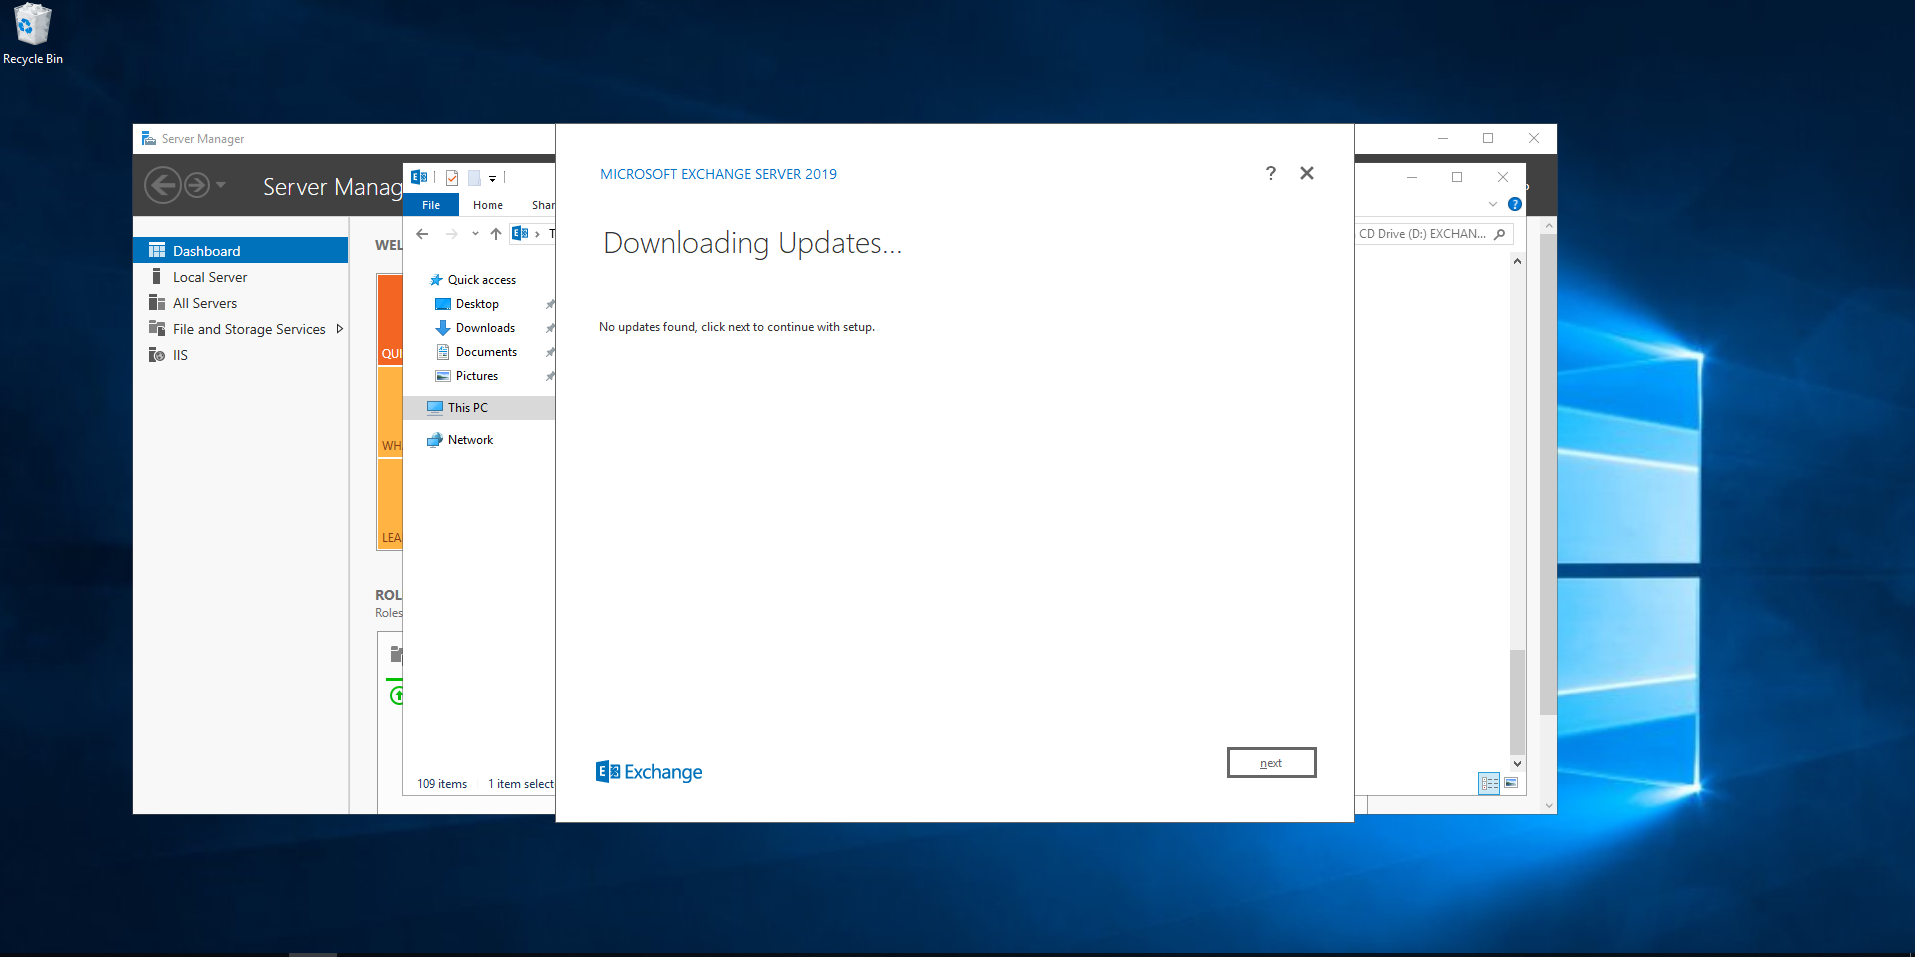 Recycle Bin
Server Manager
Server Manag
Dashboard
Local Server
All Servers
File and Storage Services
IIS
WEL
QUI
WH
LEA
ROL
Roles
File
Home
Shar
T
CD Drive (D:) EXCHAN...
Quick access
Desktop
Downloads
Documents
Pictures
This PC
Network
109 items
1 item select
MICROSOFT EXCHANGE SERVER 2019
?
Downloading Updates...
No updates found, click next to continue with setup.
E Exchange
next